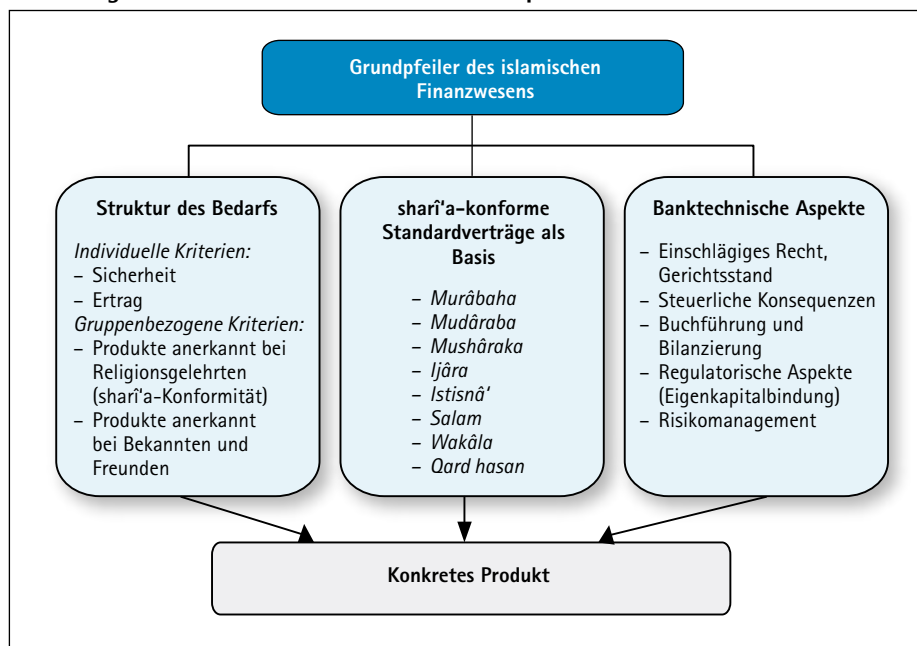 Grundpfeiler des islamischen
Finanzwesens
Struktur des Bedarfs
Individuelle Kriterien:
– Sicherheit
– Ertrag
Gruppenbezogene Kriterien:
– Produkte anerkannt bei
Religionsgelehrten
(sharî‘a-Konformität)
– Produkte anerkannt
bei Bekannten und
Freunden
sharî‘a-konforme
Standardverträge als
Basis
– Murâbaha
– Mudâraba
– Mushâraka
– Ijâra
– Istisnâ‘
– Salam
– Wakâla
– Qard hasan
Banktechnische Aspekte
– Einschlägiges Recht,
Gerichtsstand
– Steuerliche Konsequenzen
– Buchführung und
Bilanzierung
– Regulatorische Aspekte
(Eigenkapitalbindung)
– Risikomanagement
Konkretes Produkt